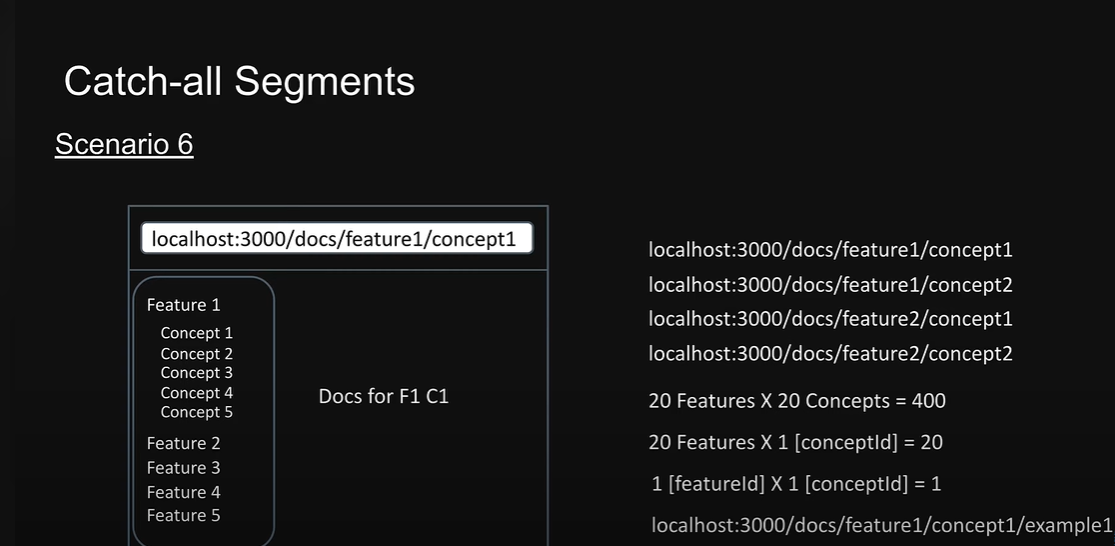 Catch-all Segments
Scenario 6
localhost:3000/docs/feature1/concept1
Feature 1
Concept 1
Concept 2
Concept 3
Concept 4
Concept 5
Feature 2
Feature 3
Feature 4
Feature 5
Docs for F1 C1
localhost:3000/docs/feature1/concept1
localhost:3000/docs/feature1/concept2
localhost:3000/docs/feature2/concept1
localhost:3000/docs/feature2/concept2
20 Features X 20 Concepts = 400
20 Features X 1 [conceptId] = 20
1 [featureId] X 1 [conceptId] = 1
localhost:3000/docs/feature1/concept1/example1